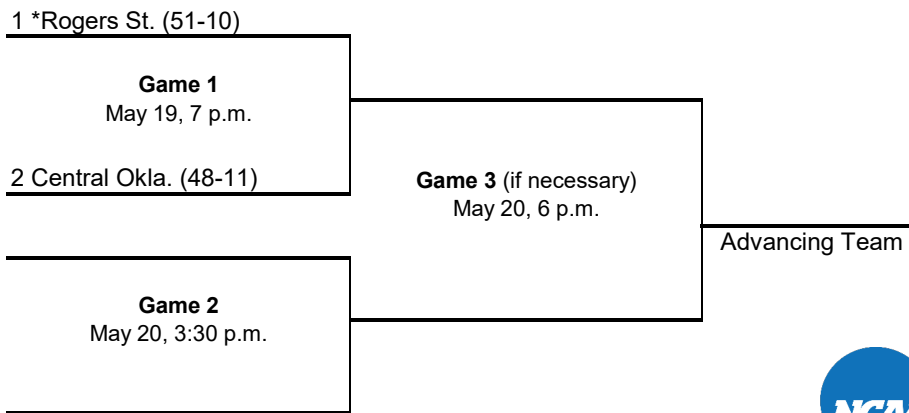 1 *Rogers St. (51-10)
Game 1
May 19, 7 p.m.
2 Central Okla. (48-11)
Game 3 (if necessary)
May 20, 6 p.m.
Advancing Team
Game 2
May 20, 3:30 p.m.